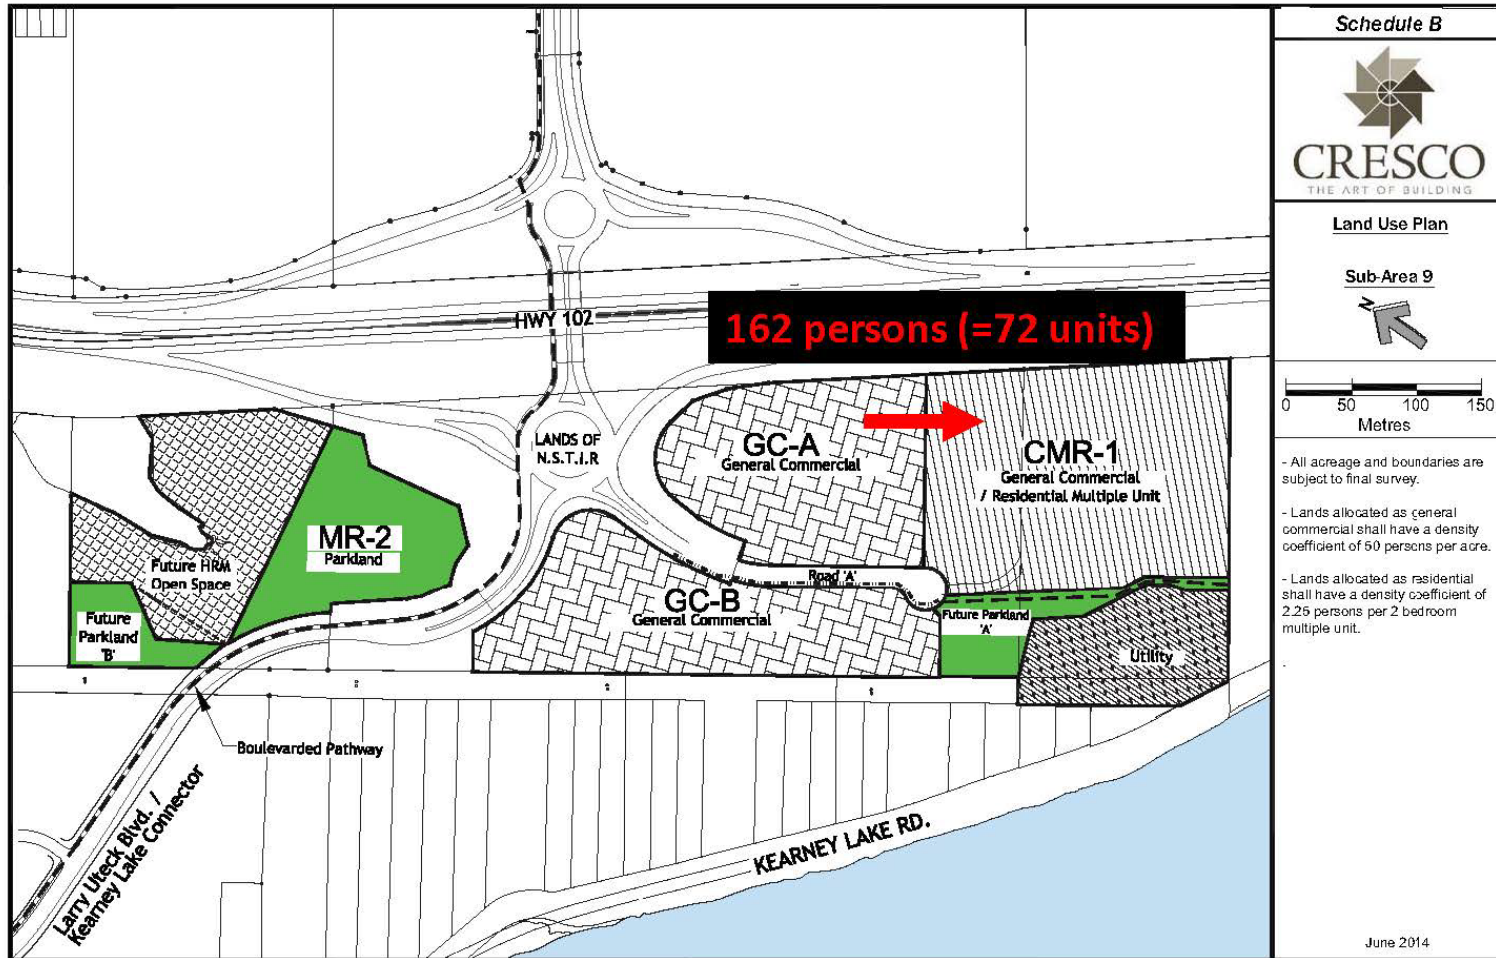 Schedule B
CRESCO
THE ART OF BUILDING
Land Use Plan
Sub-Area 9
N
0 50 100 150
Metres
- All acreage and boundaries are
subject to final survey.
- Lands allocated as general
commercial shall have a density
coefficient of 50 persons per acre.
- Lands allocated as residential
shall have a density coefficient of
2.25 persons per 2 bedroom
multiple unit.
June 2014
HWY 102
162 persons (=72 units)
LANDS OF
N.S.T.I.R
GC-A
General Commercial
CMR-1
General Commercial
/ Residential Multiple Unit
MR-2
Parkland
Future HRM
Open Space
Future
Parkland
'B'
Road 'A'
GC-B
General Commercial
Future Parkland
'A'
Utility
Boulevarded Pathway
Larry Uteck Blvd. /
Kearney Lake Connector
KEARNEY LAKE RD.